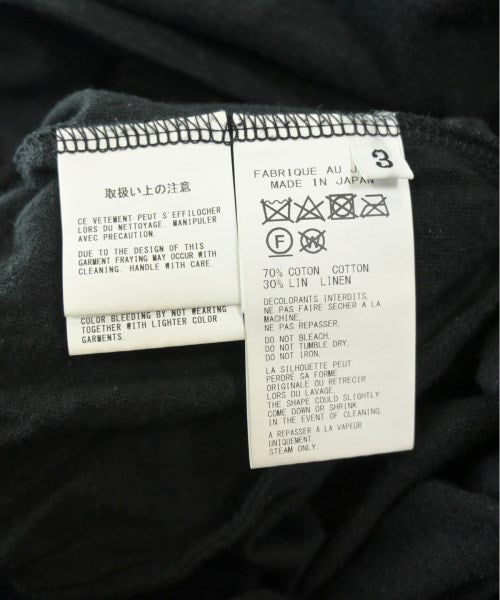 取扱い上の注意
CE VETEMENT PEUT S'EFFILOCHER
LORS DU NETTOYAGE. MANIPULER
AVEC PRECAUTION.
DUE TO THE DESIGN OF THIS
GARMENT FRAYING MAY OCCUR WITH
CLEANING. HANDLE WITH CARE.
COLOR BLEEDING BY NOT WEARING
TOGETHER WITH LIGHTER COLOR
GARMENTS.
3
FABRIQUE AU
MADE IN JAPAN
F
W
70% COTON COTTON
30% LIN LINEN
DECOLORANTS INTERDITS.
NE PAS FAIRE SECHER A LA
MACHINE.
NE PAS REPASSER.
DO NOT BLEACH.
DO NOT TUMBLE DRY.
DO NOT IRON.
LA SILHOUETTE PEUT
PERDRE SA FORME
ORIGINALE OU RETRECIR
LORS DU LAVAGE.
THE SHAPE COULD SLIGHTLY
COME DOWN OR SHRINK
IN THE EVENT OF CLEANING.
A REPASSER A LA VAPEUR
UNIQUEMENT.
STEAM ONLY.